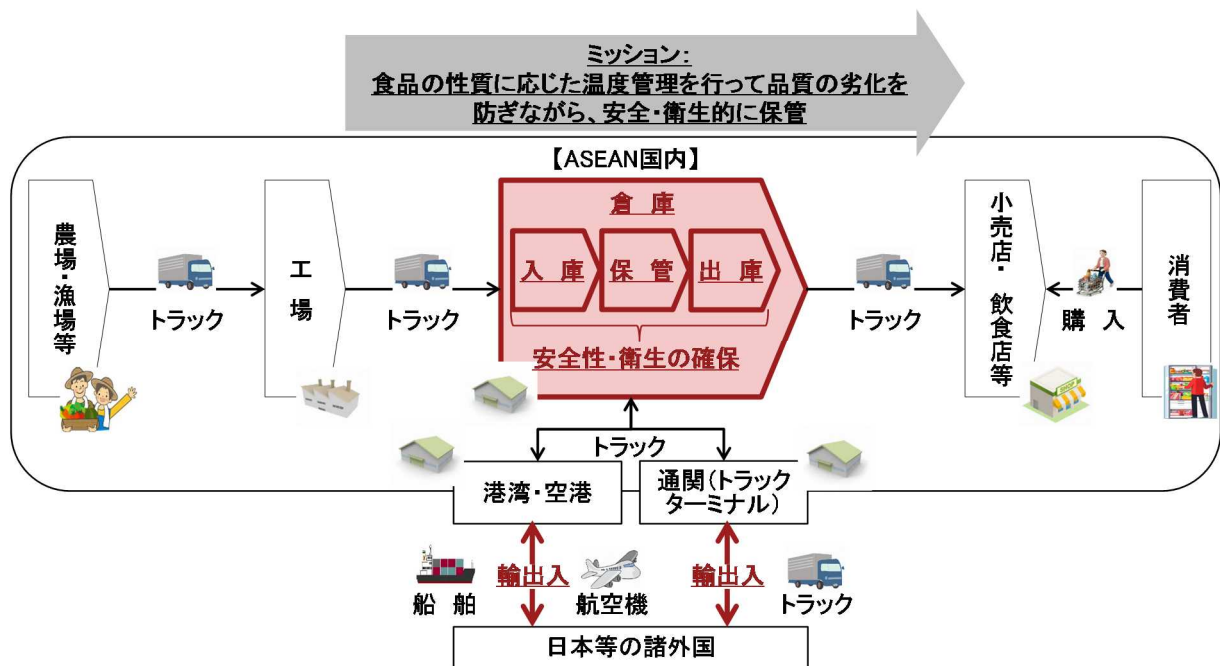 ミッション:
食品の性質に応じた温度管理を行って品質の劣化を
防ぎながら、安全・衛生的に保管
【ASEAN国内】
農場・漁場等
トラック
工場
トラック
倉庫
入庫
保管
出庫
安全性・衛生の確保
トラック
小売店・飲食店等
SHOP
購入
消費者
トラック
港湾・空港
通関(トラック
ターミナル)
船舶
輸出入
航空機
輸出入
トラック
日本等の諸外国